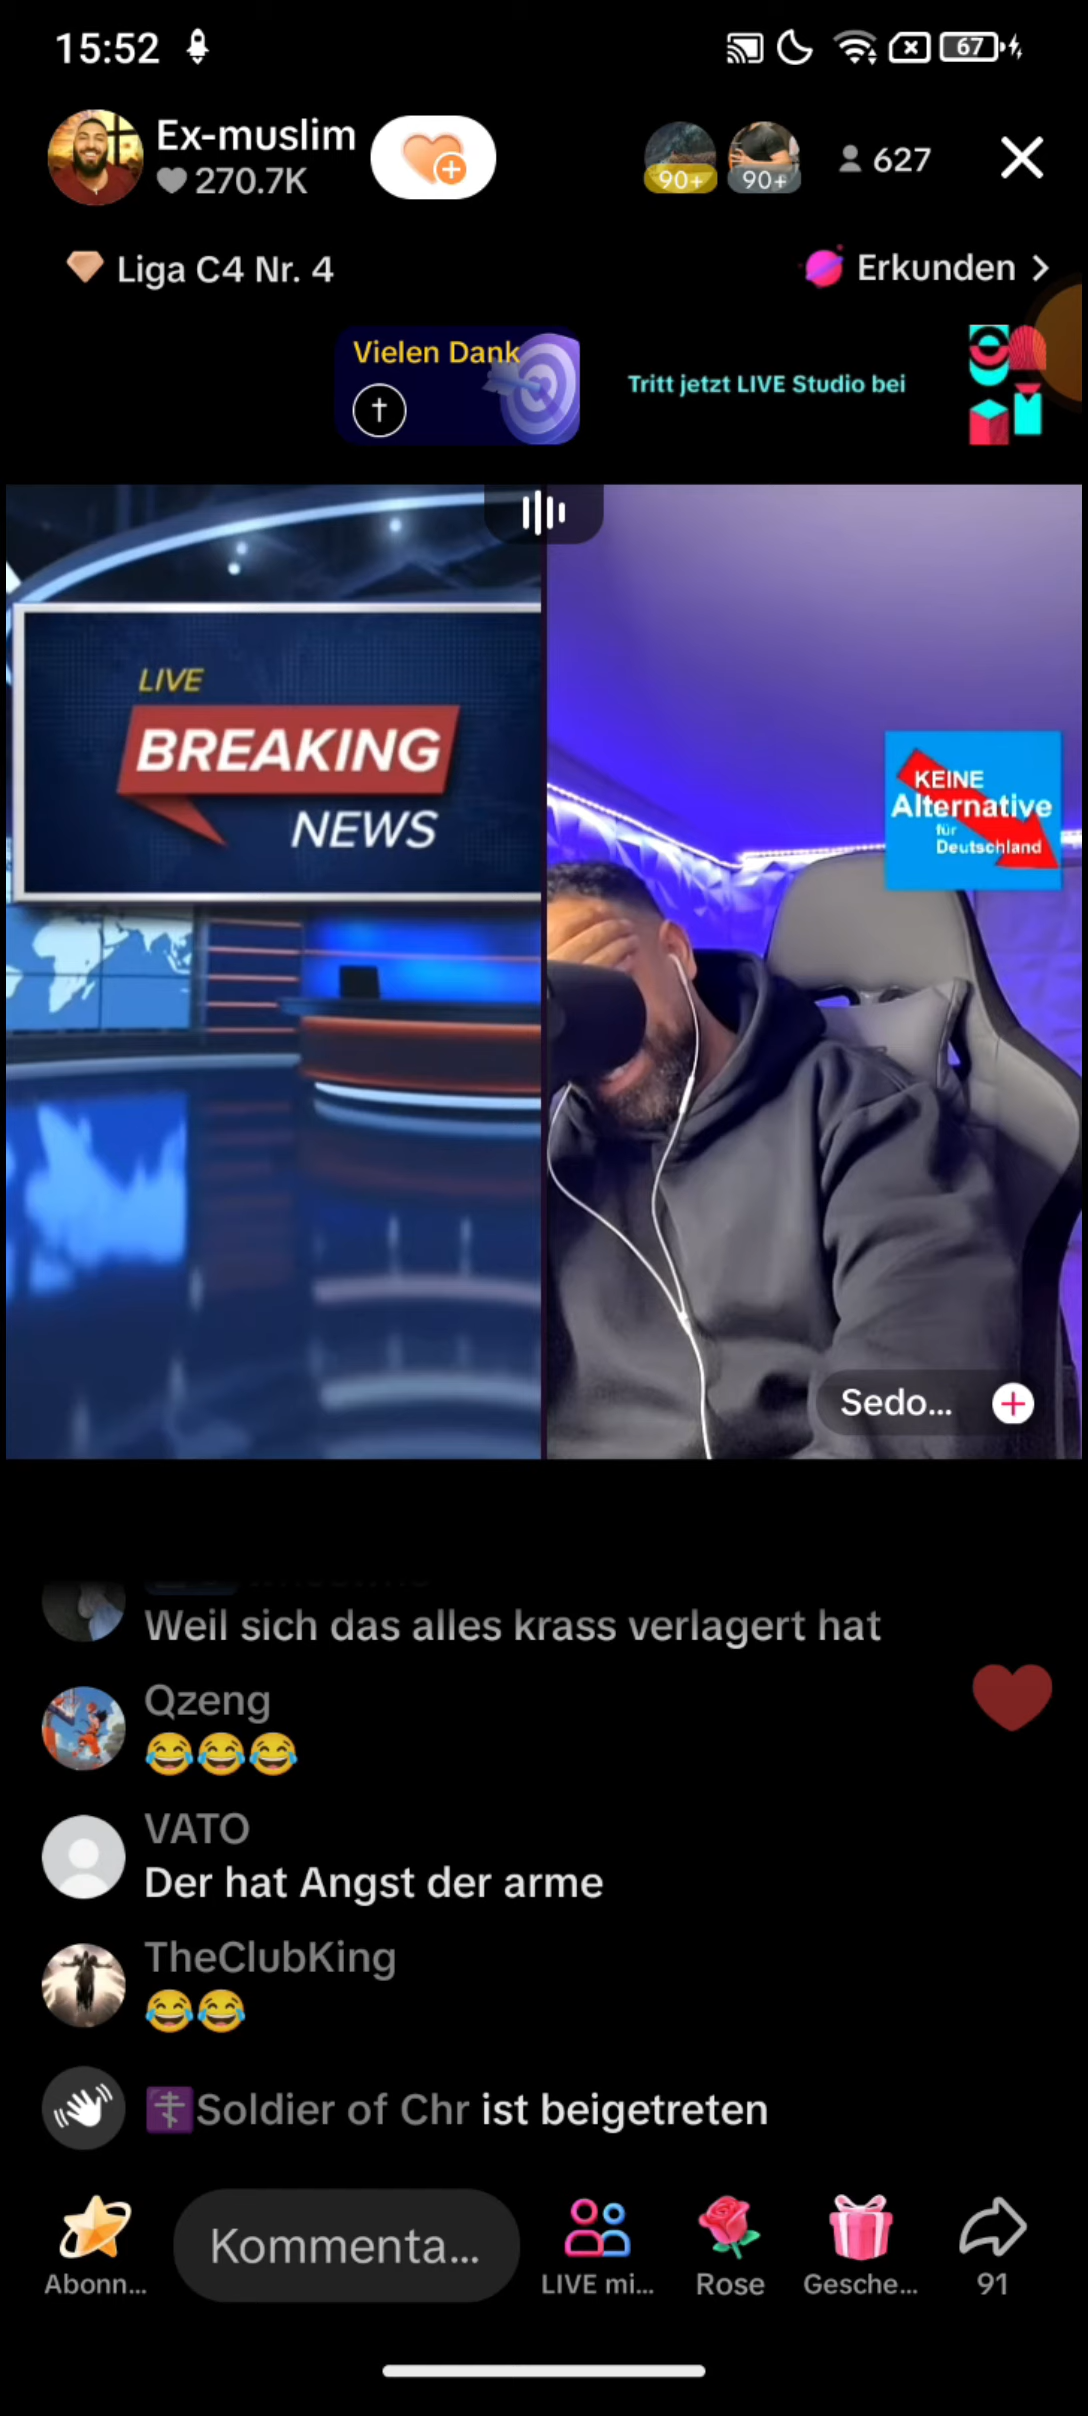 15:52
67
Ex-muslim
270.7K
90+
90+
627
Liga C4 Nr. 4
Erkunden >
Vielen Dank
Tritt jetzt LIVE Studio bei
LIVE
BREAKING
NEWS
KEINE
Alternative
für
Deutschland
Sedo...
Weil sich das alles krass verlagert hat
Qzeng
😂😂😂
VATO
Der hat Angst der arme
TheClubKing
😂😂
☦Soldier of Chr ist beigetreten
Kommenta...
Abonn...
LIVE mi...
Rose
Gesche...
91